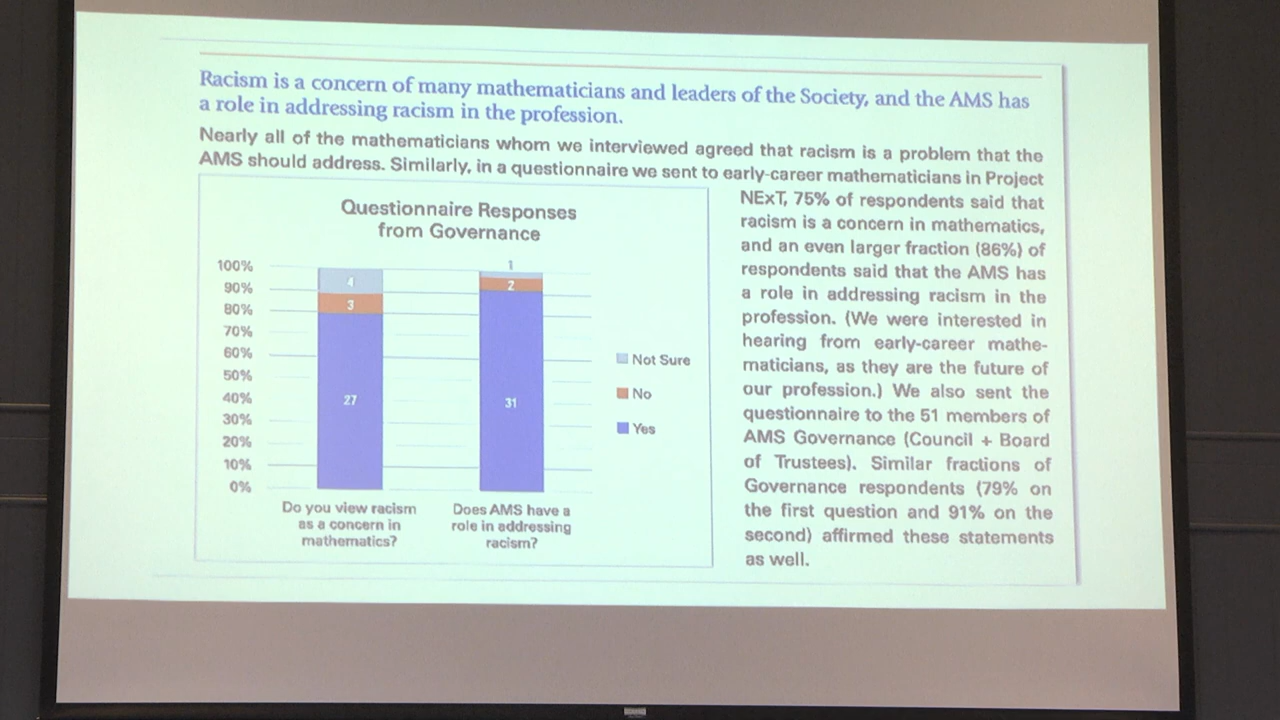 Racism is a concern of many mathematicians and leaders of the Society, and the AMS has
a role in addressing racism in the profession.
Nearly all of the mathematicians whom we interviewed agreed that racism is a problem that the
AMS should address. Similarly, in a questionnaire we sent to early-career mathematicians in Project
Questionnaire Responses
from Governance
100%
90%
80%
70%
60%
50%
40%
30%
20%
10%
0%
4
3
27
1
2
31
Not Sure
No
Yes
Do you view racism
as a concern in
mathematics?
Does AMS have a
role in addressing
racism?
NExT, 75% of respondents said that
racism is a concern in mathematics,
and an even larger fraction (86%) of
respondents said that the AMS has
a role in addressing racism in the
profession. (We were interested in
hearing from early-career mathe-
maticians, as they are the future of
our profession.) We also sent the
questionnaire to the 51 members of
AMS Governance (Council + Board
of Trustees). Similar fractions of
Governance respondents (79% on
the first question and 91% on the
second) affirmed these statements
as well.